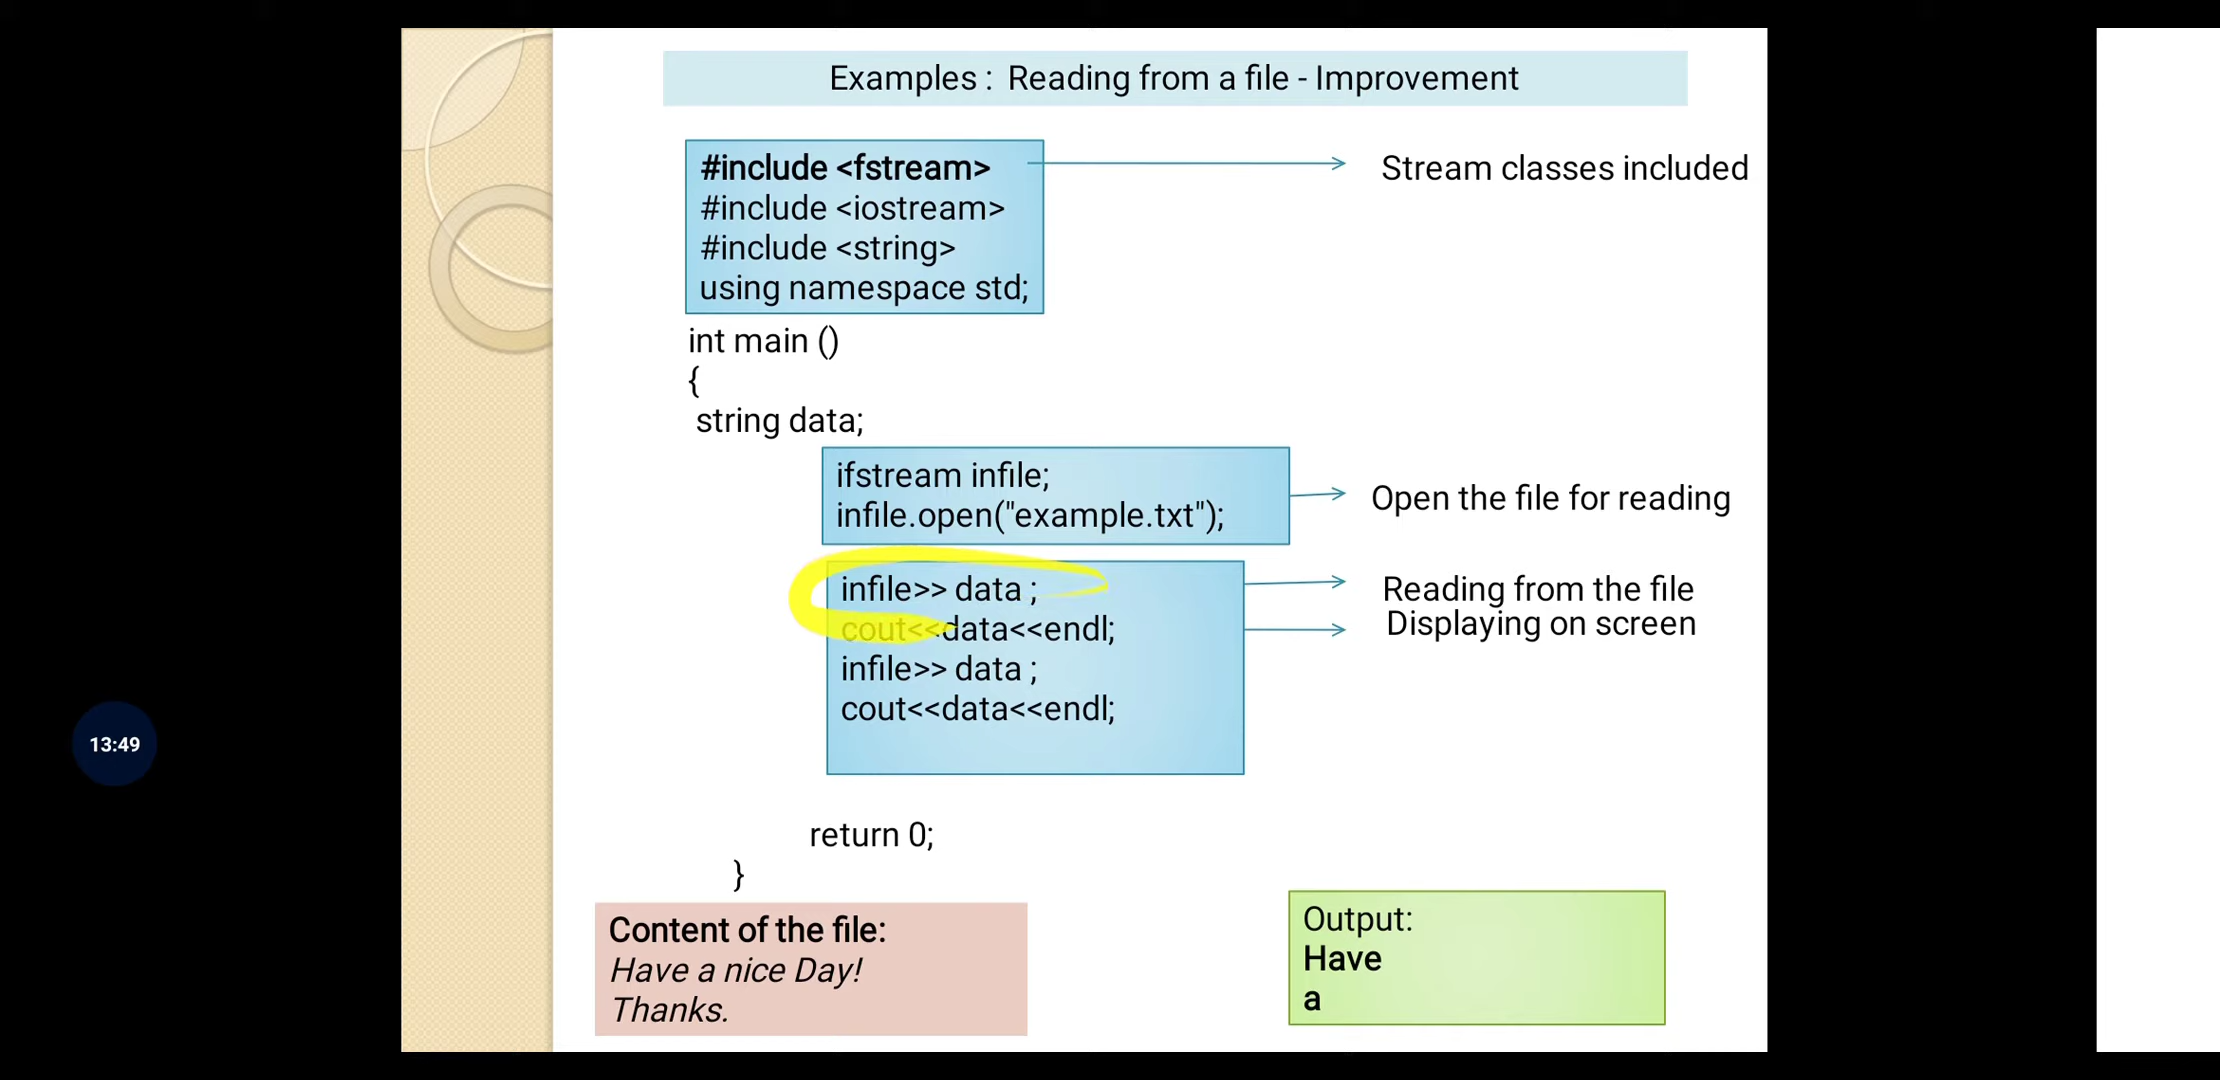 Examples :  Reading from a file - Improvement
#include <fstream>
Stream classes included
#include <iostream>
#include <string>
using namespace std;
int main ()
{
string data;
ifstream infile;
infile.open("example.txt");
Open the file for reading
infile>> data ;
Reading from the file
cout<<data<<endl;
Displaying on screen
infile>> data ;
cout<<data<<endl;
13:49
return 0;
}
Content of the file:
Have a nice Day!
Thanks.
Output:
Have
a